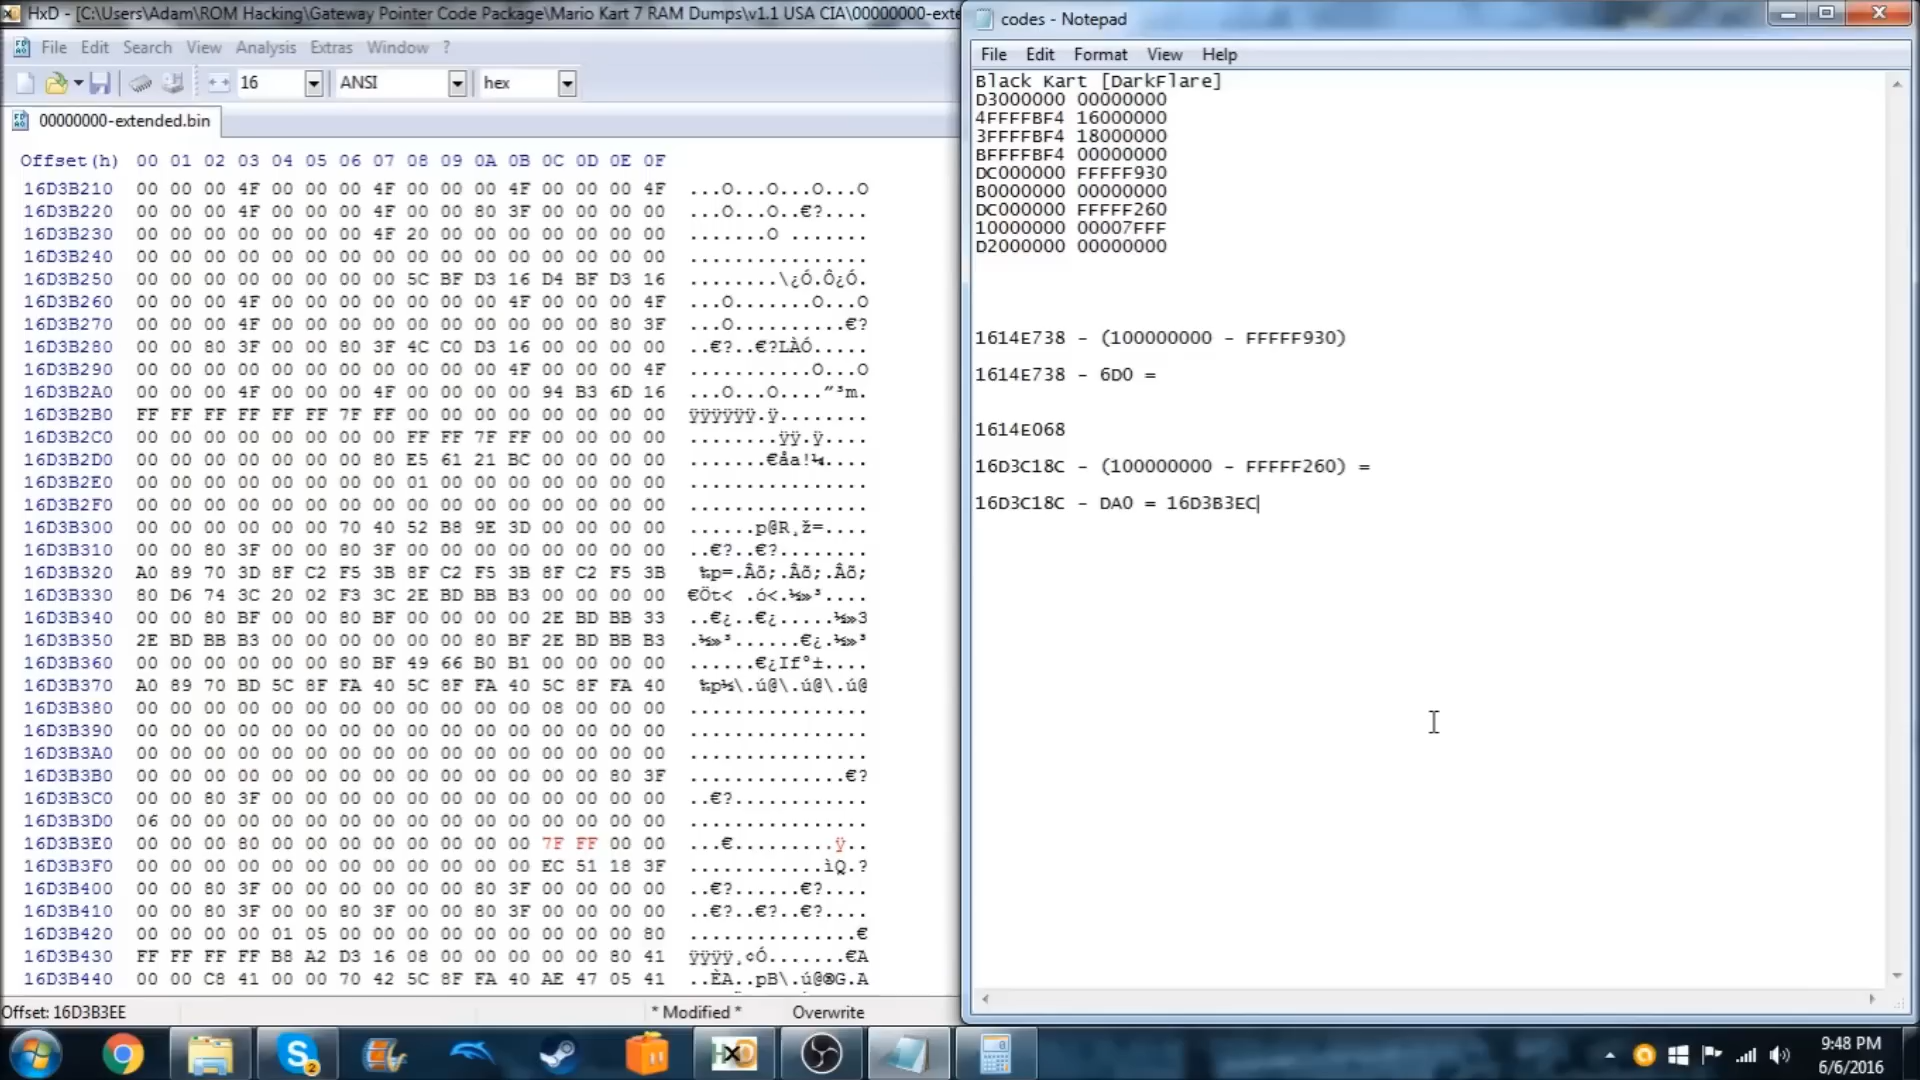 HxD - [C:\Users\Adam\ROM Hacking\Gateway Pointer Code Package\Mario Kart 7 RAM Dumps\v1.1 USA CIA\00000000-exte
File Edit Search View Analysis Extras Window ?
16 ANSI hex
00000000-extended.bin
Offset(h) 00 01 02 03 04 05 06 07 08 09 0A 0B 0C 0D 0E 0F
16D3B210 00 00 00 4F 00 00 00 4F 00 00 00 4F 00 00 00 4F ...O...O...O...O
16D3B220 00 00 00 4F 00 00 00 4F 00 00 80 3F 00 00 00 00 ...O...O..€?....
16D3B230 00 00 00 00 00 00 00 4F 20 00 00 00 00 00 00 00 .......O .......
16D3B240 00 00 00 00 00 00 00 00 00 00 00 00 00 00 00 00 ................
16D3B250 00 00 00 00 00 00 00 00 5C BF D3 16 D4 BF D3 16 ........\¿Ó.Ô¿Ó.
16D3B260 00 00 00 4F 00 00 00 00 00 00 00 4F 00 00 00 4F ...O.......O...O
16D3B270 00 00 00 4F 00 00 00 00 00 00 00 00 00 00 80 3F ...O..........€?
16D3B280 00 00 80 3F 00 00 80 3F 4C C0 D3 16 00 00 00 00 ..€?..€?LÀÓ.....
16D3B290 00 00 00 00 00 00 00 00 00 00 00 4F 00 00 00 4F ...........O...O
16D3B2A0 00 00 00 4F 00 00 00 4F 00 00 00 00 94 B3 6D 16 ...O...O....”³m.
16D3B2B0 FF FF FF FF FF FF 7F FF 00 00 00 00 00 00 00 00 ÿÿÿÿÿÿ.ÿ........
16D3B2C0 00 00 00 00 00 00 00 00 FF FF 7F FF 00 00 00 00 ........ÿÿ.ÿ....
16D3B2D0 00 00 00 00 00 00 00 80 E5 61 21 BC 00 00 00 00 .......€åa!¼....
16D3B2E0 00 00 00 00 00 00 00 00 01 00 00 00 00 00 00 00 ................
16D3B2F0 00 00 00 00 00 00 00 00 00 00 00 00 00 00 00 00 ................
16D3B300 00 00 00 00 00 00 70 40 52 B8 9E 3D 00 00 00 00 ......p@R¸ž=....
16D3B310 00 00 80 3F 00 00 80 3F 00 00 00 00 00 00 00 00 ..€?..€?........
16D3B320 A0 89 70 3D 8F C2 F5 3B 8F C2 F5 3B 8F C2 F5 3B  ‰p=.Âõ;.Âõ;.Âõ;
16D3B330 80 D6 74 3C 20 02 F3 3C 2E BD BB B3 00 00 00 00 €Öt< .ó<.½»³....
16D3B340 00 00 80 BF 00 00 80 BF 00 00 00 00 2E BD BB 33 ..€¿..€¿.....½»3
16D3B350 2E BD BB B3 00 00 00 00 00 00 80 BF 2E BD BB B3 .½»³......€¿.½»³
16D3B360 00 00 00 00 00 00 80 BF 49 66 B0 B1 00 00 00 00 ......€¿If°±....
16D3B370 A0 89 70 BD 5C 8F FA 40 5C 8F FA 40 5C 8F FA 40  ‰p½\.ú@\.ú@\.ú@
16D3B380 00 00 00 00 00 00 00 00 00 00 00 00 08 00 00 00 ................
16D3B390 00 00 00 00 00 00 00 00 00 00 00 00 00 00 00 00 ................
16D3B3A0 00 00 00 00 00 00 00 00 00 00 00 00 00 00 00 00 ................
16D3B3B0 00 00 00 00 00 00 00 00 00 00 00 00 00 00 80 3F ..............€?
16D3B3C0 00 00 80 3F 00 00 00 00 00 00 00 00 00 00 00 00 ..€?............
16D3B3D0 06 00 00 00 00 00 00 00 00 00 00 00 00 00 00 00 ................
16D3B3E0 00 00 00 80 00 00 00 00 00 00 00 00 7F FF 00 00 ...€.........ÿ..
16D3B3F0 00 00 00 00 00 00 00 00 00 00 00 00 EC 51 18 3F ............ìQ.?
16D3B400 00 00 80 3F 00 00 00 00 00 00 80 3F 00 00 00 00 ..€?......€?....
16D3B410 00 00 80 3F 00 00 80 3F 00 00 80 3F 00 00 00 00 ..€?..€?..€?....
16D3B420 00 00 00 00 01 05 00 00 00 00 00 00 00 00 00 80 ...............€
16D3B430 FF FF FF FF B8 A2 D3 16 08 00 00 00 00 00 80 41 ÿÿÿÿ¸¢Ó.......€A
16D3B440 00 00 C8 41 00 00 70 42 5C 8F FA 40 AE 47 05 41 ..ÈA..pB\.ú@®G.A
Offset: 16D3B3EE * Modified * Overwrite
codes - Notepad
File Edit Format View Help
Black Kart [DarkFlare]
D3000000 00000000
4FFFFBF4 16000000
3FFFFBF4 18000000
BFFFFBF4 00000000
DC000000 FFFFF930
B0000000 00000000
DC000000 FFFFF260
10000000 00007FFF
D2000000 00000000
1614E738 - (100000000 - FFFFF930)
1614E738 - 6D0 =
1614E068
16D3C18C - (100000000 - FFFFF260) =
16D3C18C - DA0 = 16D3B3EC
2
HXD
9:48 PM
6/6/2016